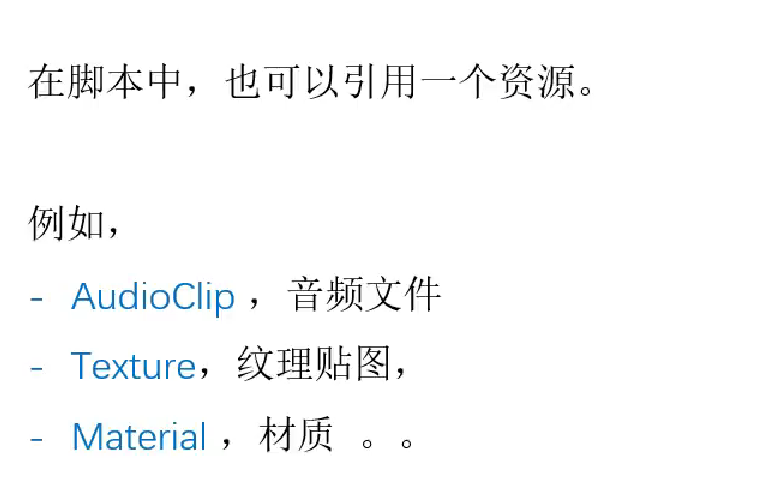 在脚本中，也可以引用一个资源。
例如，
- AudioClip ，音频文件
- Texture，纹理贴图，
- Material ，材质 。。